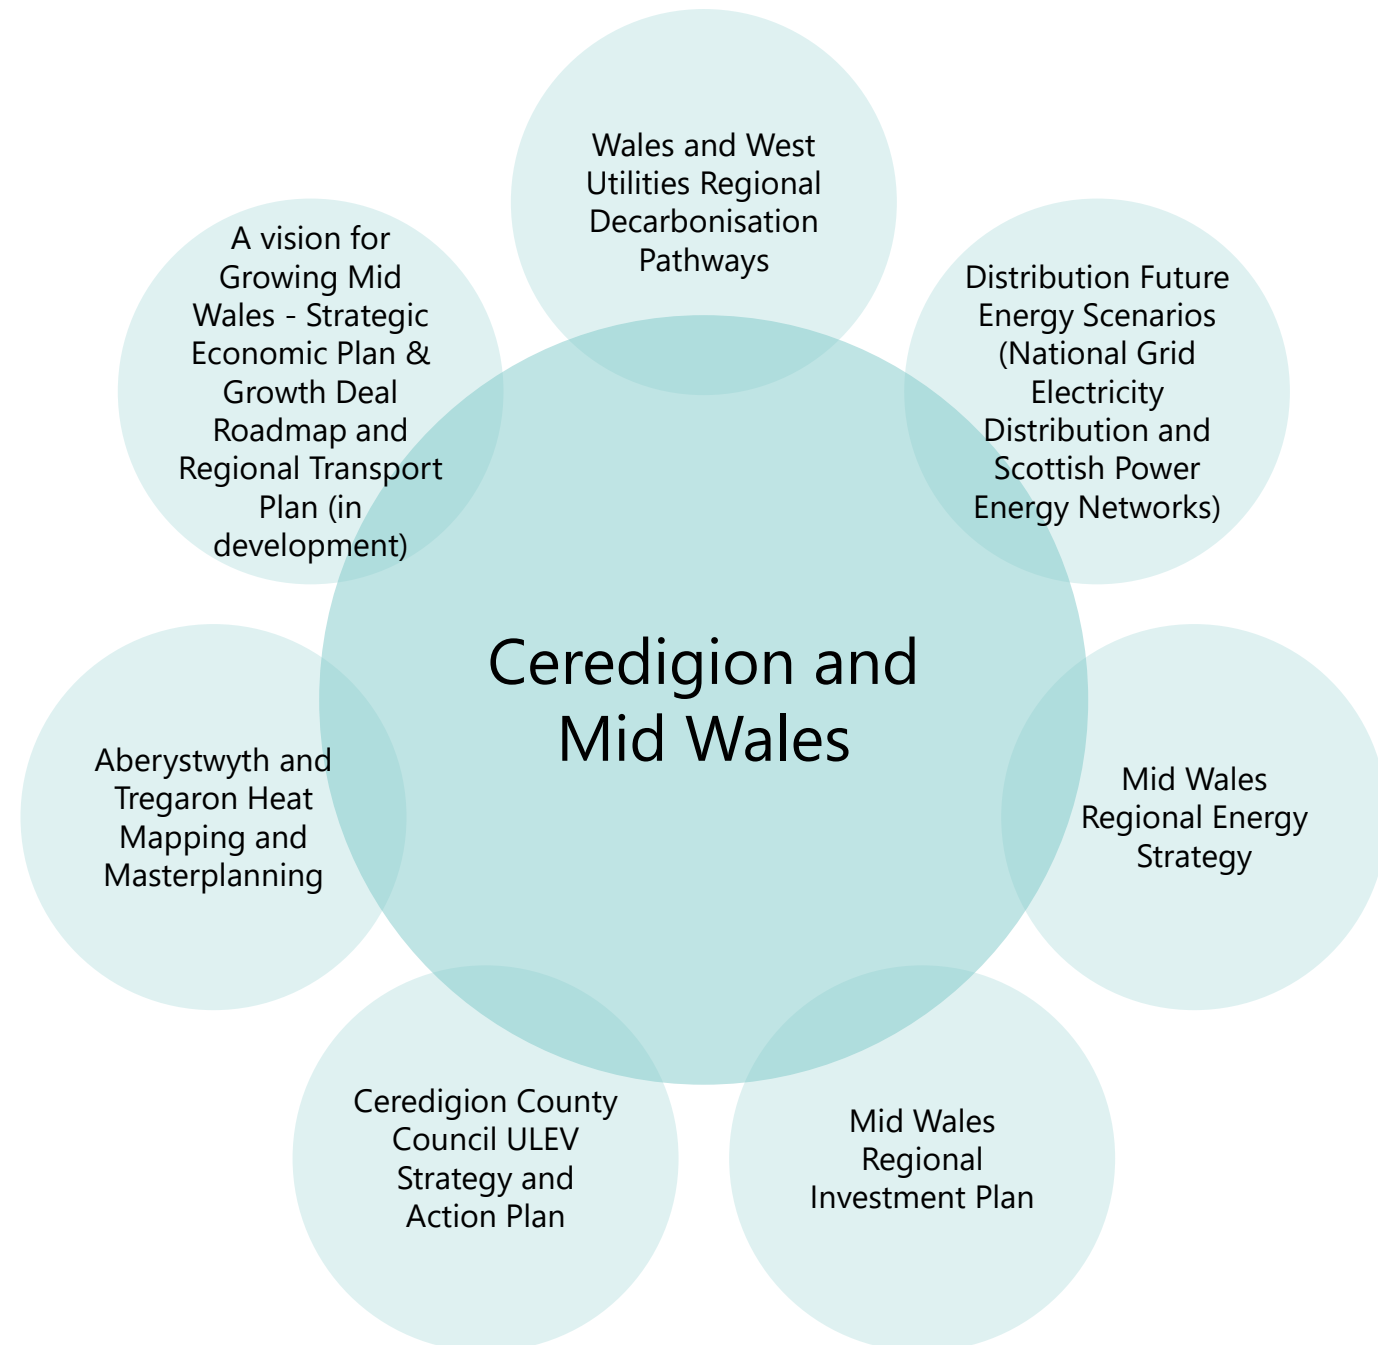 Wales and West
Utilities Regional
Decarbonisation
Pathways
Distribution Future
Energy Scenarios
(National Grid
Electricity
Distribution and
Scottish Power
Energy Networks)
Mid Wales
Regional Energy
Strategy
Mid Wales
Regional
Investment Plan
Ceredigion County
Council ULEV
Strategy and
Action Plan
Aberystwyth and
Tregaron Heat
Mapping and
Masterplanning
A vision for
Growing Mid
Wales - Strategic
Economic Plan &
Growth Deal
Roadmap and
Regional Transport
Plan (in
development)
Ceredigion and
Mid Wales